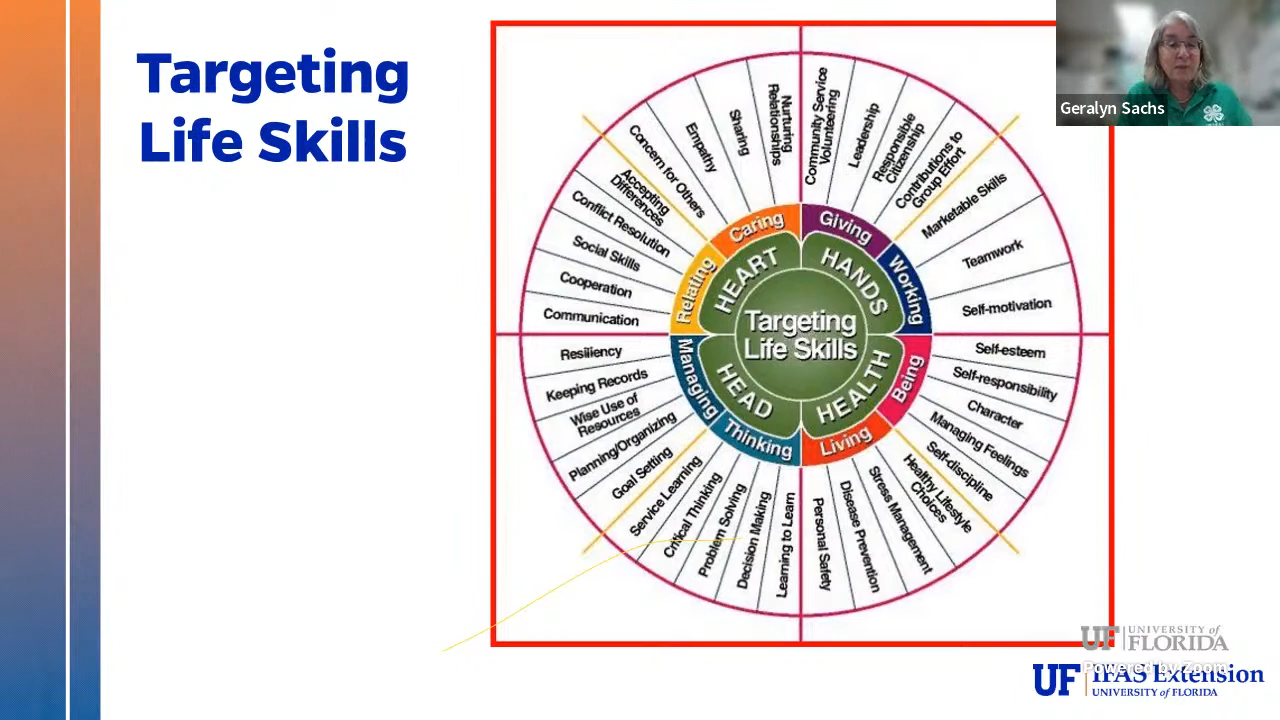 Targeting
Life Skills
Geralyn Sachs
Nurturing
Relationships
Sharing
Empathy
Concern for Others
Accepting
Differences
Conflict Resolution
Social Skills
Cooperation
Communication
Community Service
Volunteering
Leadership
Responsible
Citizenship
Contributions to
Group Effort
Marketable Skills
Teamwork
Self-motivation
Caring
Giving
Relating
Working
HEART
HANDS
Targeting
Life Skills
HEAD
HEALTH
Managing
Being
Thinking
Living
Resiliency
Keeping Records
Wise Use of
Resources
Planning/Organizing
Goal Setting
Service Learning
Critical Thinking
Problem Solving
Decision Making
Learning to Learn
Self-esteem
Self-responsibility
Character
Managing Feelings
Self-discipline
Healthy Lifestyle
Choices
Stress Management
Disease Prevention
Personal Safety
UF UNIVERSITY of
FLORIDA
Powered by Zoom
UF IFAS Extension
UNIVERSITY of FLORIDA